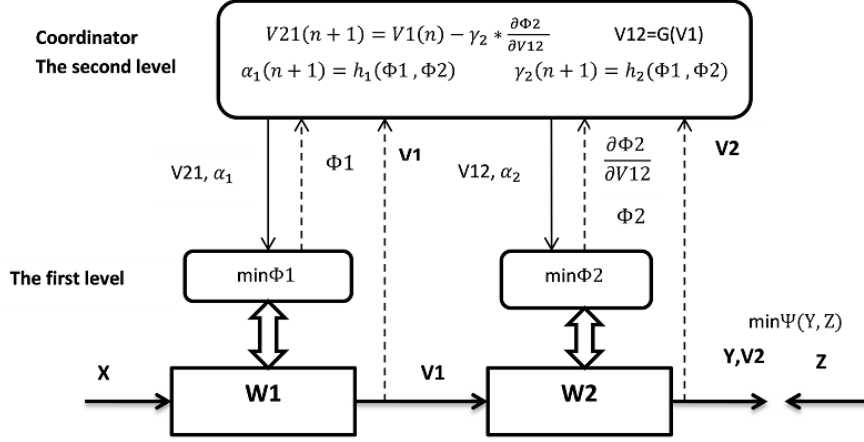 Coordinator
The second level
V21(n + 1) = V1(n) − γ₂ * ∂Φ2/∂V12    V12=G(V1)
α₁(n + 1) = h₁(Φ1 , Φ2)    γ₂(n + 1) = h₂(Φ1 , Φ2)
V21, α₁
Φ1
V1
V12, α₂
∂Φ2/∂V12
Φ2
V2
The first level
minΦ1
minΦ2
minΨ(Y, Z)
X
W1
V1
W2
Y,V2
Z